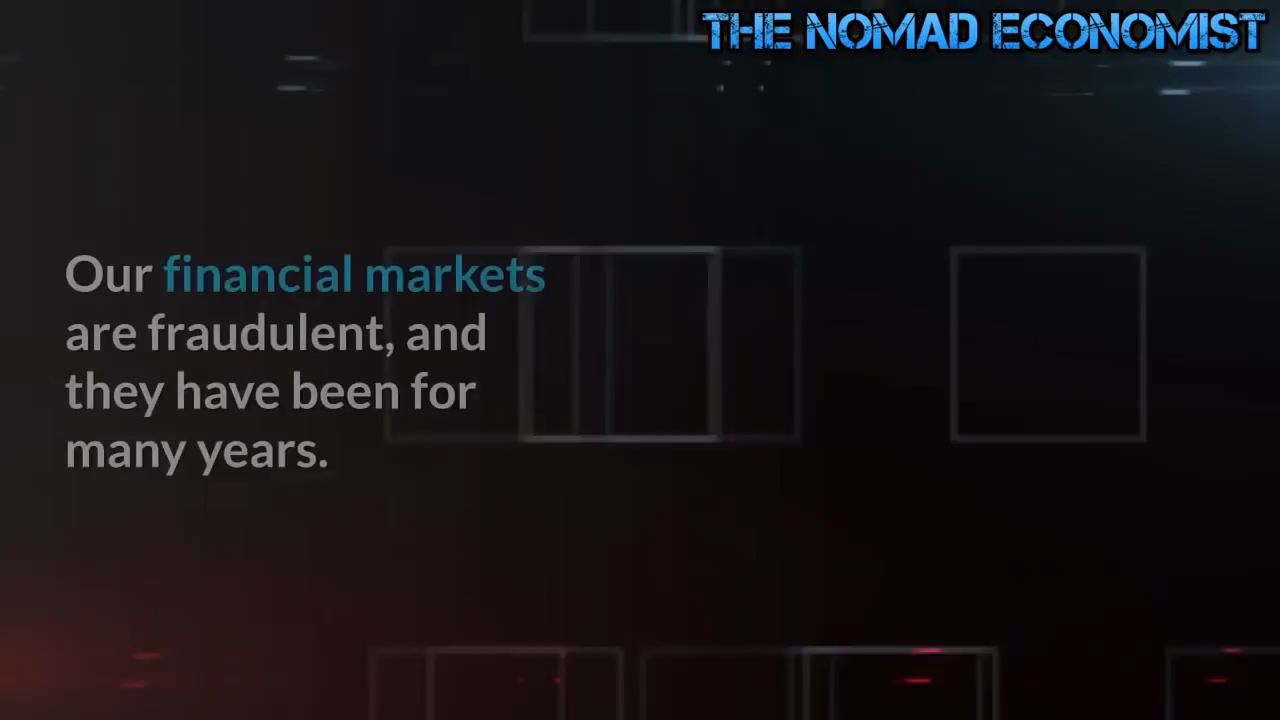 THE NOMAD ECONOMIST
Our financial markets
are fraudulent, and
they have been for
many years.